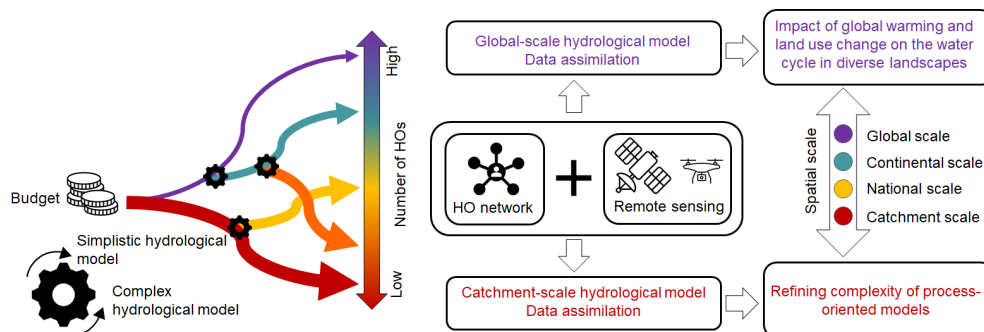 Budget
Simplistic hydrological
model
Complex
hydrological model
High
Number of HOs
Low
Global-scale hydrological model
Data assimilation
Impact of global warming and
land use change on the water
cycle in diverse landscapes
HO network
Remote sensing
Spatial scale
Global scale
Continental scale
National scale
Catchment scale
Catchment-scale hydrological model
Data assimilation
Refining complexity of process-
oriented models